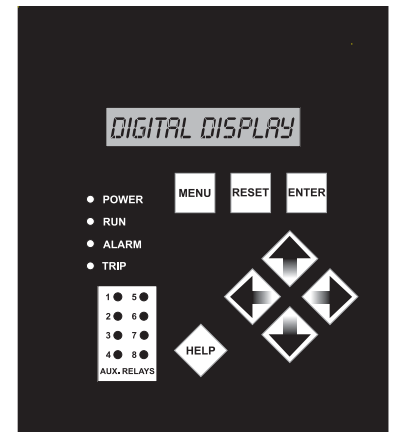 DIGITAL DISPLAY
MENU RESET ENTER
POWER
RUN
ALARM
TRIP
1 5
2 6
3 7
4 8
AUX. RELAYS
HELP